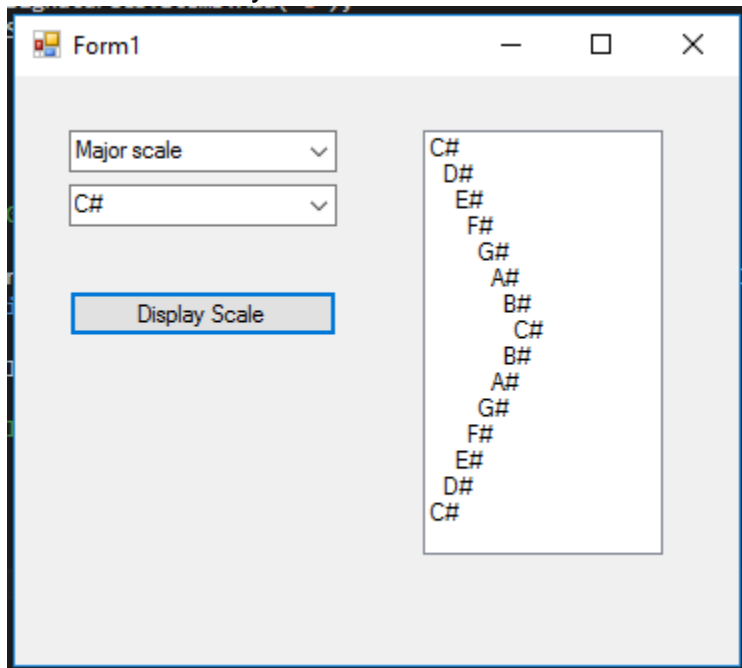 Form1
Major scale
C#
Display Scale
C#
D#
E#
F#
G#
A#
B#
C#
B#
A#
G#
F#
E#
D#
C#